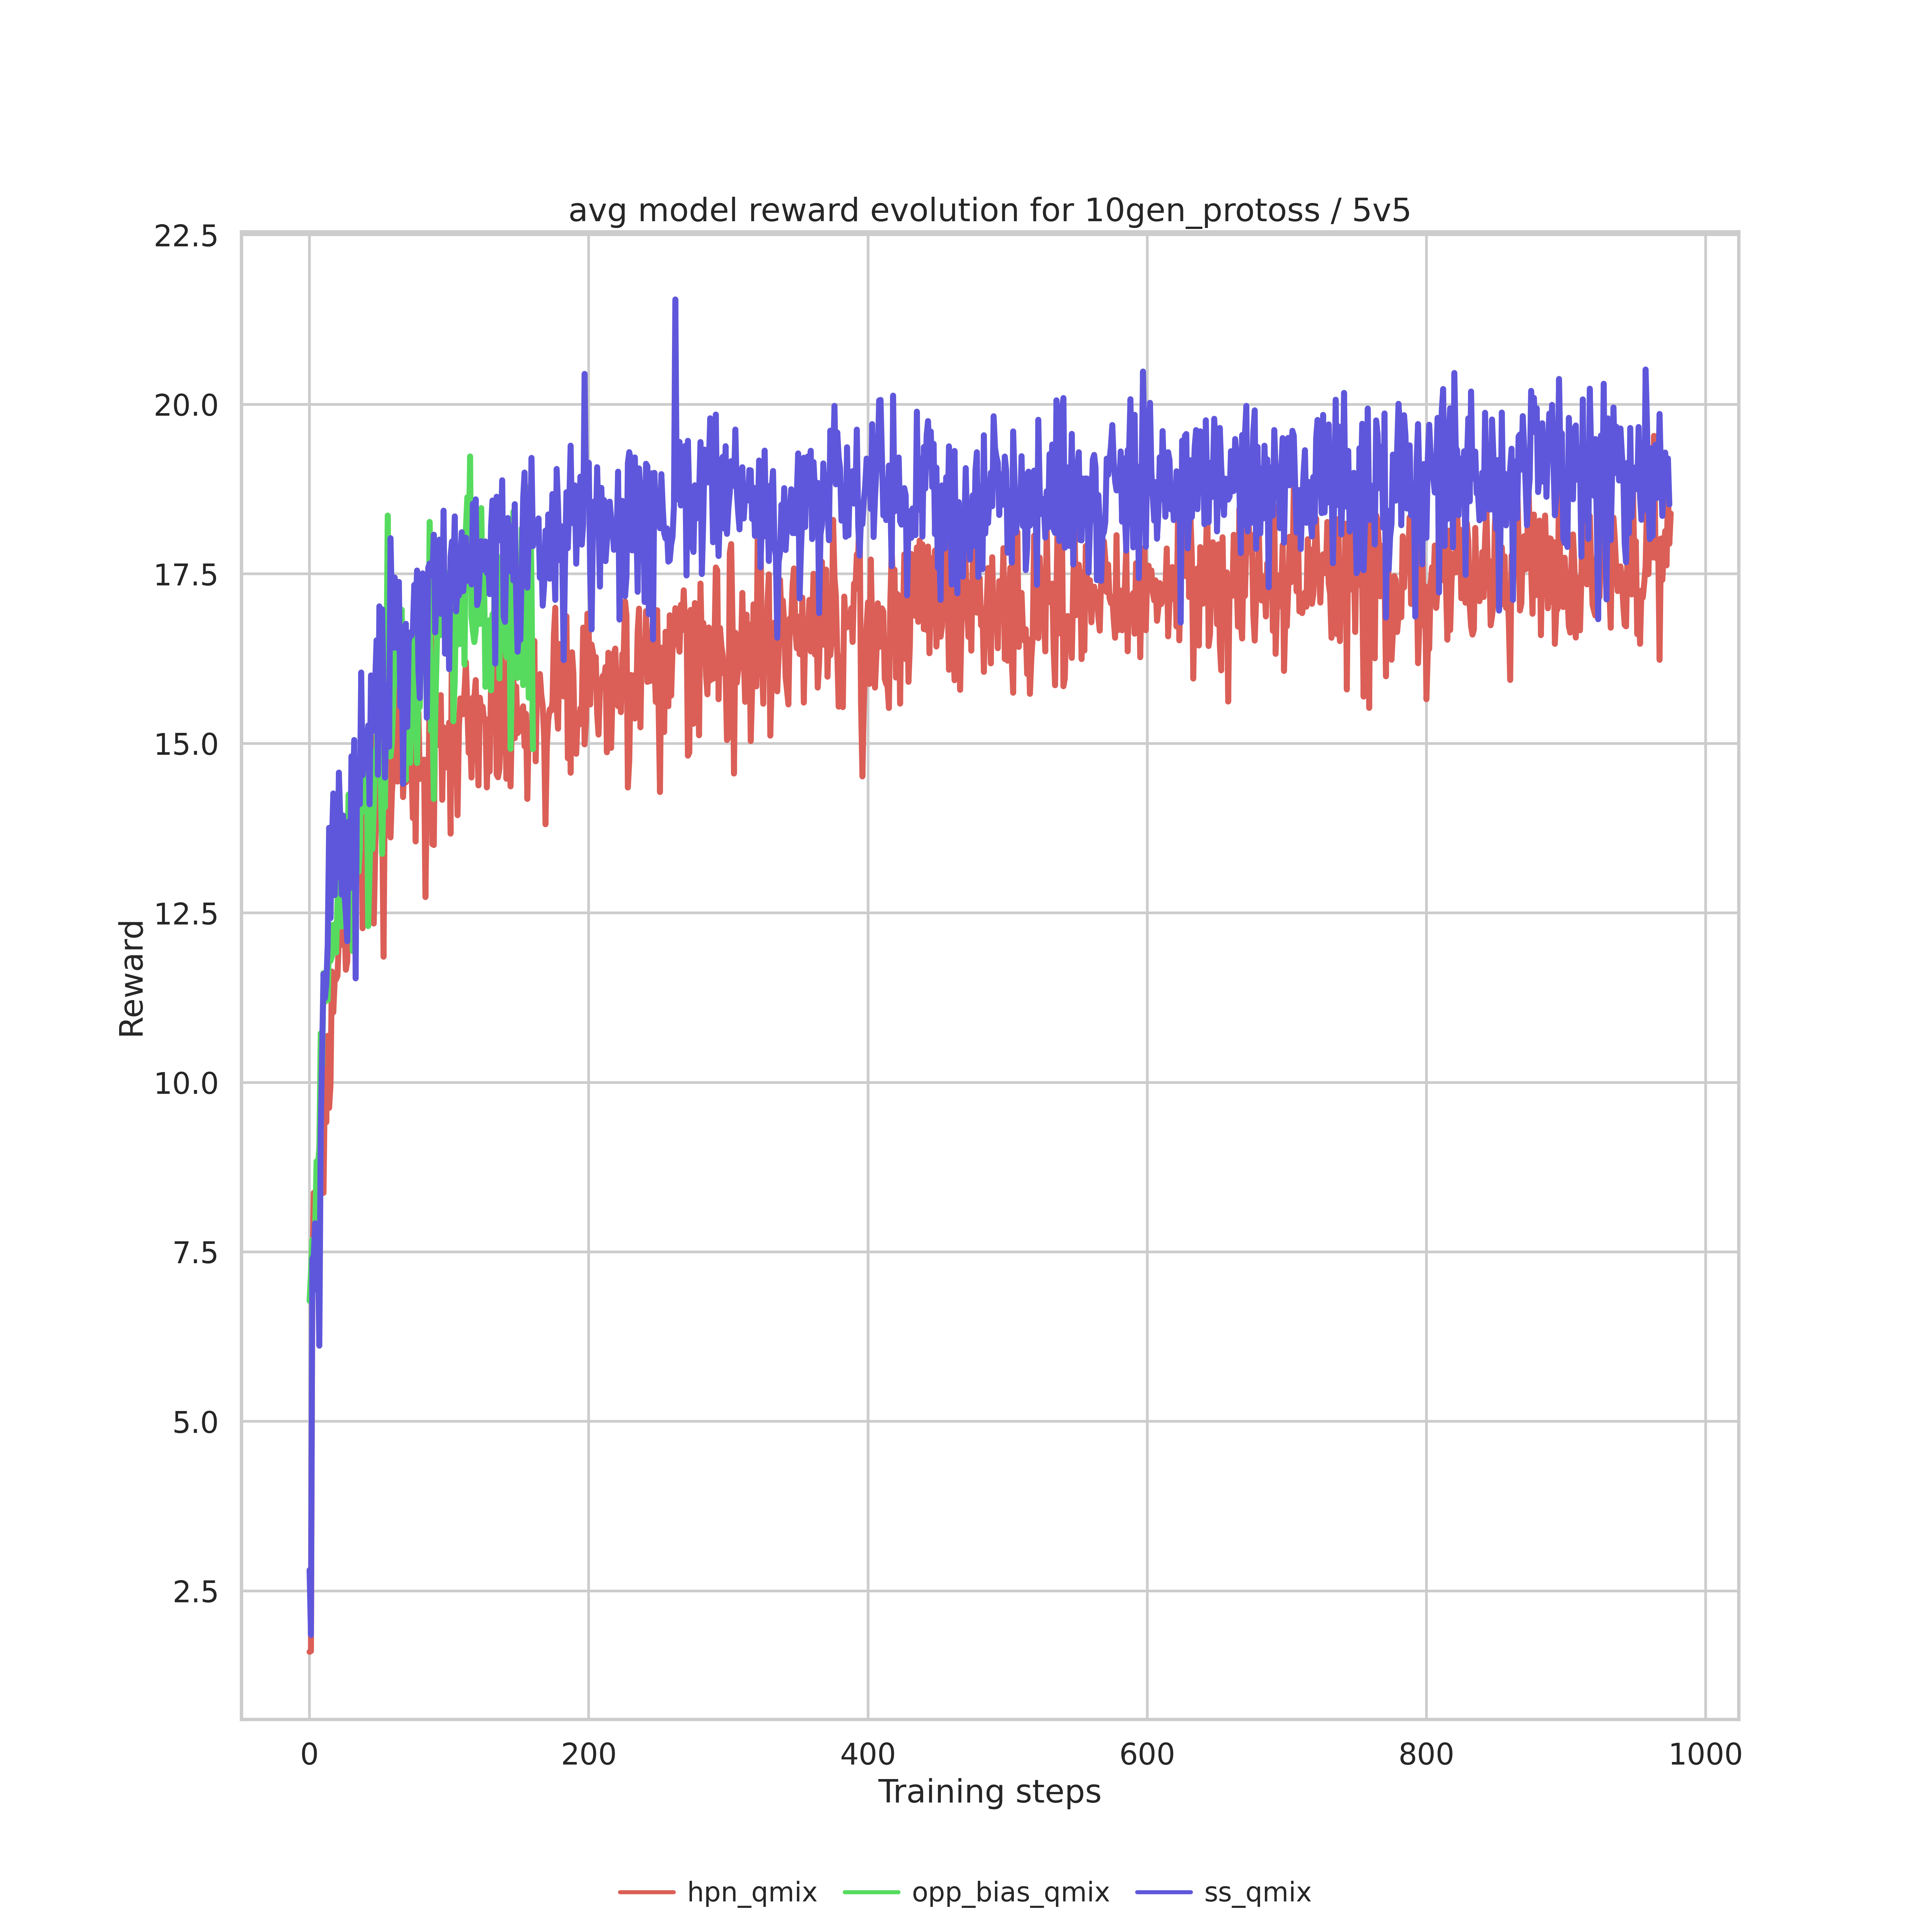 avg model reward evolution for 10gen_protoss / 5v5
22.5
20.0
17.5
15.0
12.5
10.0
7.5
5.0
2.5
Reward
0 200 400 600 800 1000
Training steps
hpn_qmix opp_bias_qmix ss_qmix